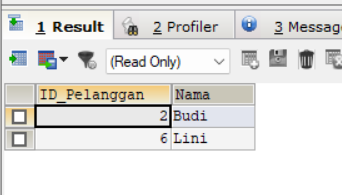 1 Result 2 Profiler 3 Messag
(Read Only)
ID_Pelanggan Nama
2 Budi
6 Lini